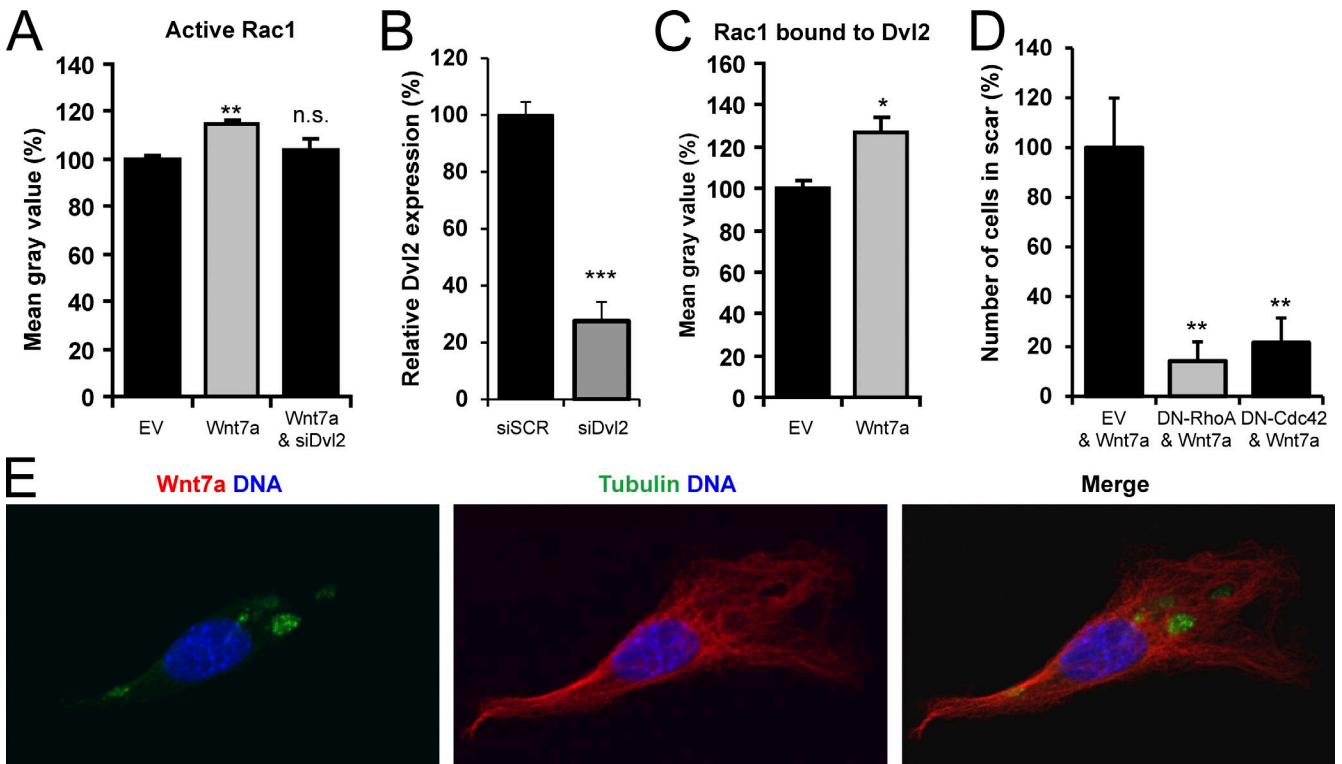 A
Active Rac1
Mean gray value (%)
140
120
100
80
60
40
20
0
**
n.s.
EV
Wnt7a
Wnt7a
& siDvl2
B
Relative Dvl2 expression (%)
120
100
80
60
40
20
0
***
siSCR
siDvl2
C
Rac1 bound to Dvl2
Mean gray value (%)
160
140
120
100
80
60
40
20
0
*
EV
Wnt7a
D
Number of cells in scar (%)
140
120
100
80
60
40
20
0
**
**
EV
& Wnt7a
DN-RhoA
& Wnt7a
DN-Cdc42
& Wnt7a
E
Wnt7a DNA
Tubulin DNA
Merge